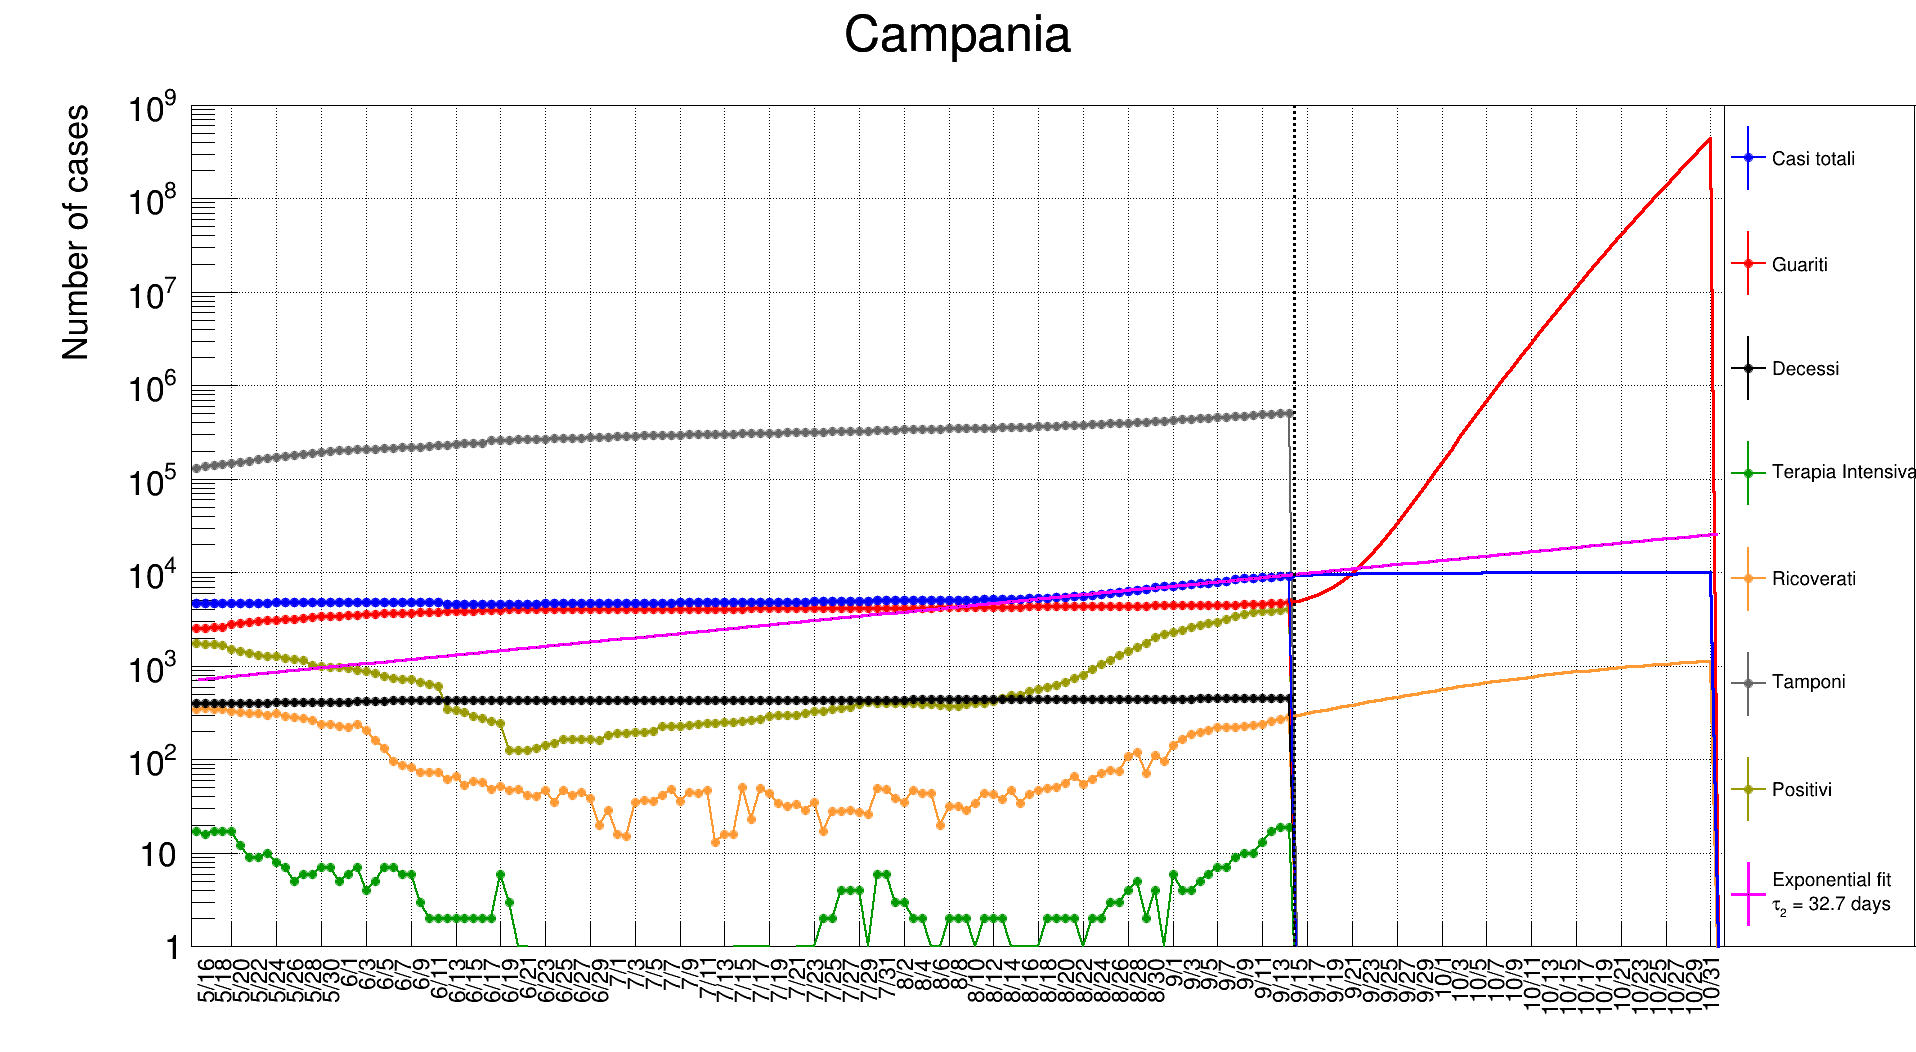 Campania
Number of cases
10^9
10^8
10^7
10^6
10^5
10^4
10^3
10^2
10
1
5/16 5/18 5/20 5/22 5/24 5/26 5/28 5/30 6/1 6/3 6/5 6/7 6/9 6/11 6/13 6/15 6/17 6/19 6/21 6/23 6/25 6/27 6/29 7/1 7/3 7/5 7/7 7/9 7/11 7/13 7/15 7/17 7/19 7/21 7/23 7/25 7/27 7/29 7/31 8/2 8/4 8/6 8/8 8/10 8/12 8/14 8/16 8/18 8/20 8/22 8/24 8/26 8/28 8/30 9/1 9/3 9/5 9/7 9/9 9/11 9/13 9/15 9/17 9/19 9/21 9/23 9/25 9/27 9/29 10/1 10/3 10/5 10/7 10/9 10/11 10/13 10/15 10/17 10/19 10/21 10/23 10/25 10/27 10/29 10/31
Casi totali
Guariti
Decessi
Terapia Intensiva
Ricoverati
Tamponi
Positivi
Exponential fit
τ₂ = 32.7 days